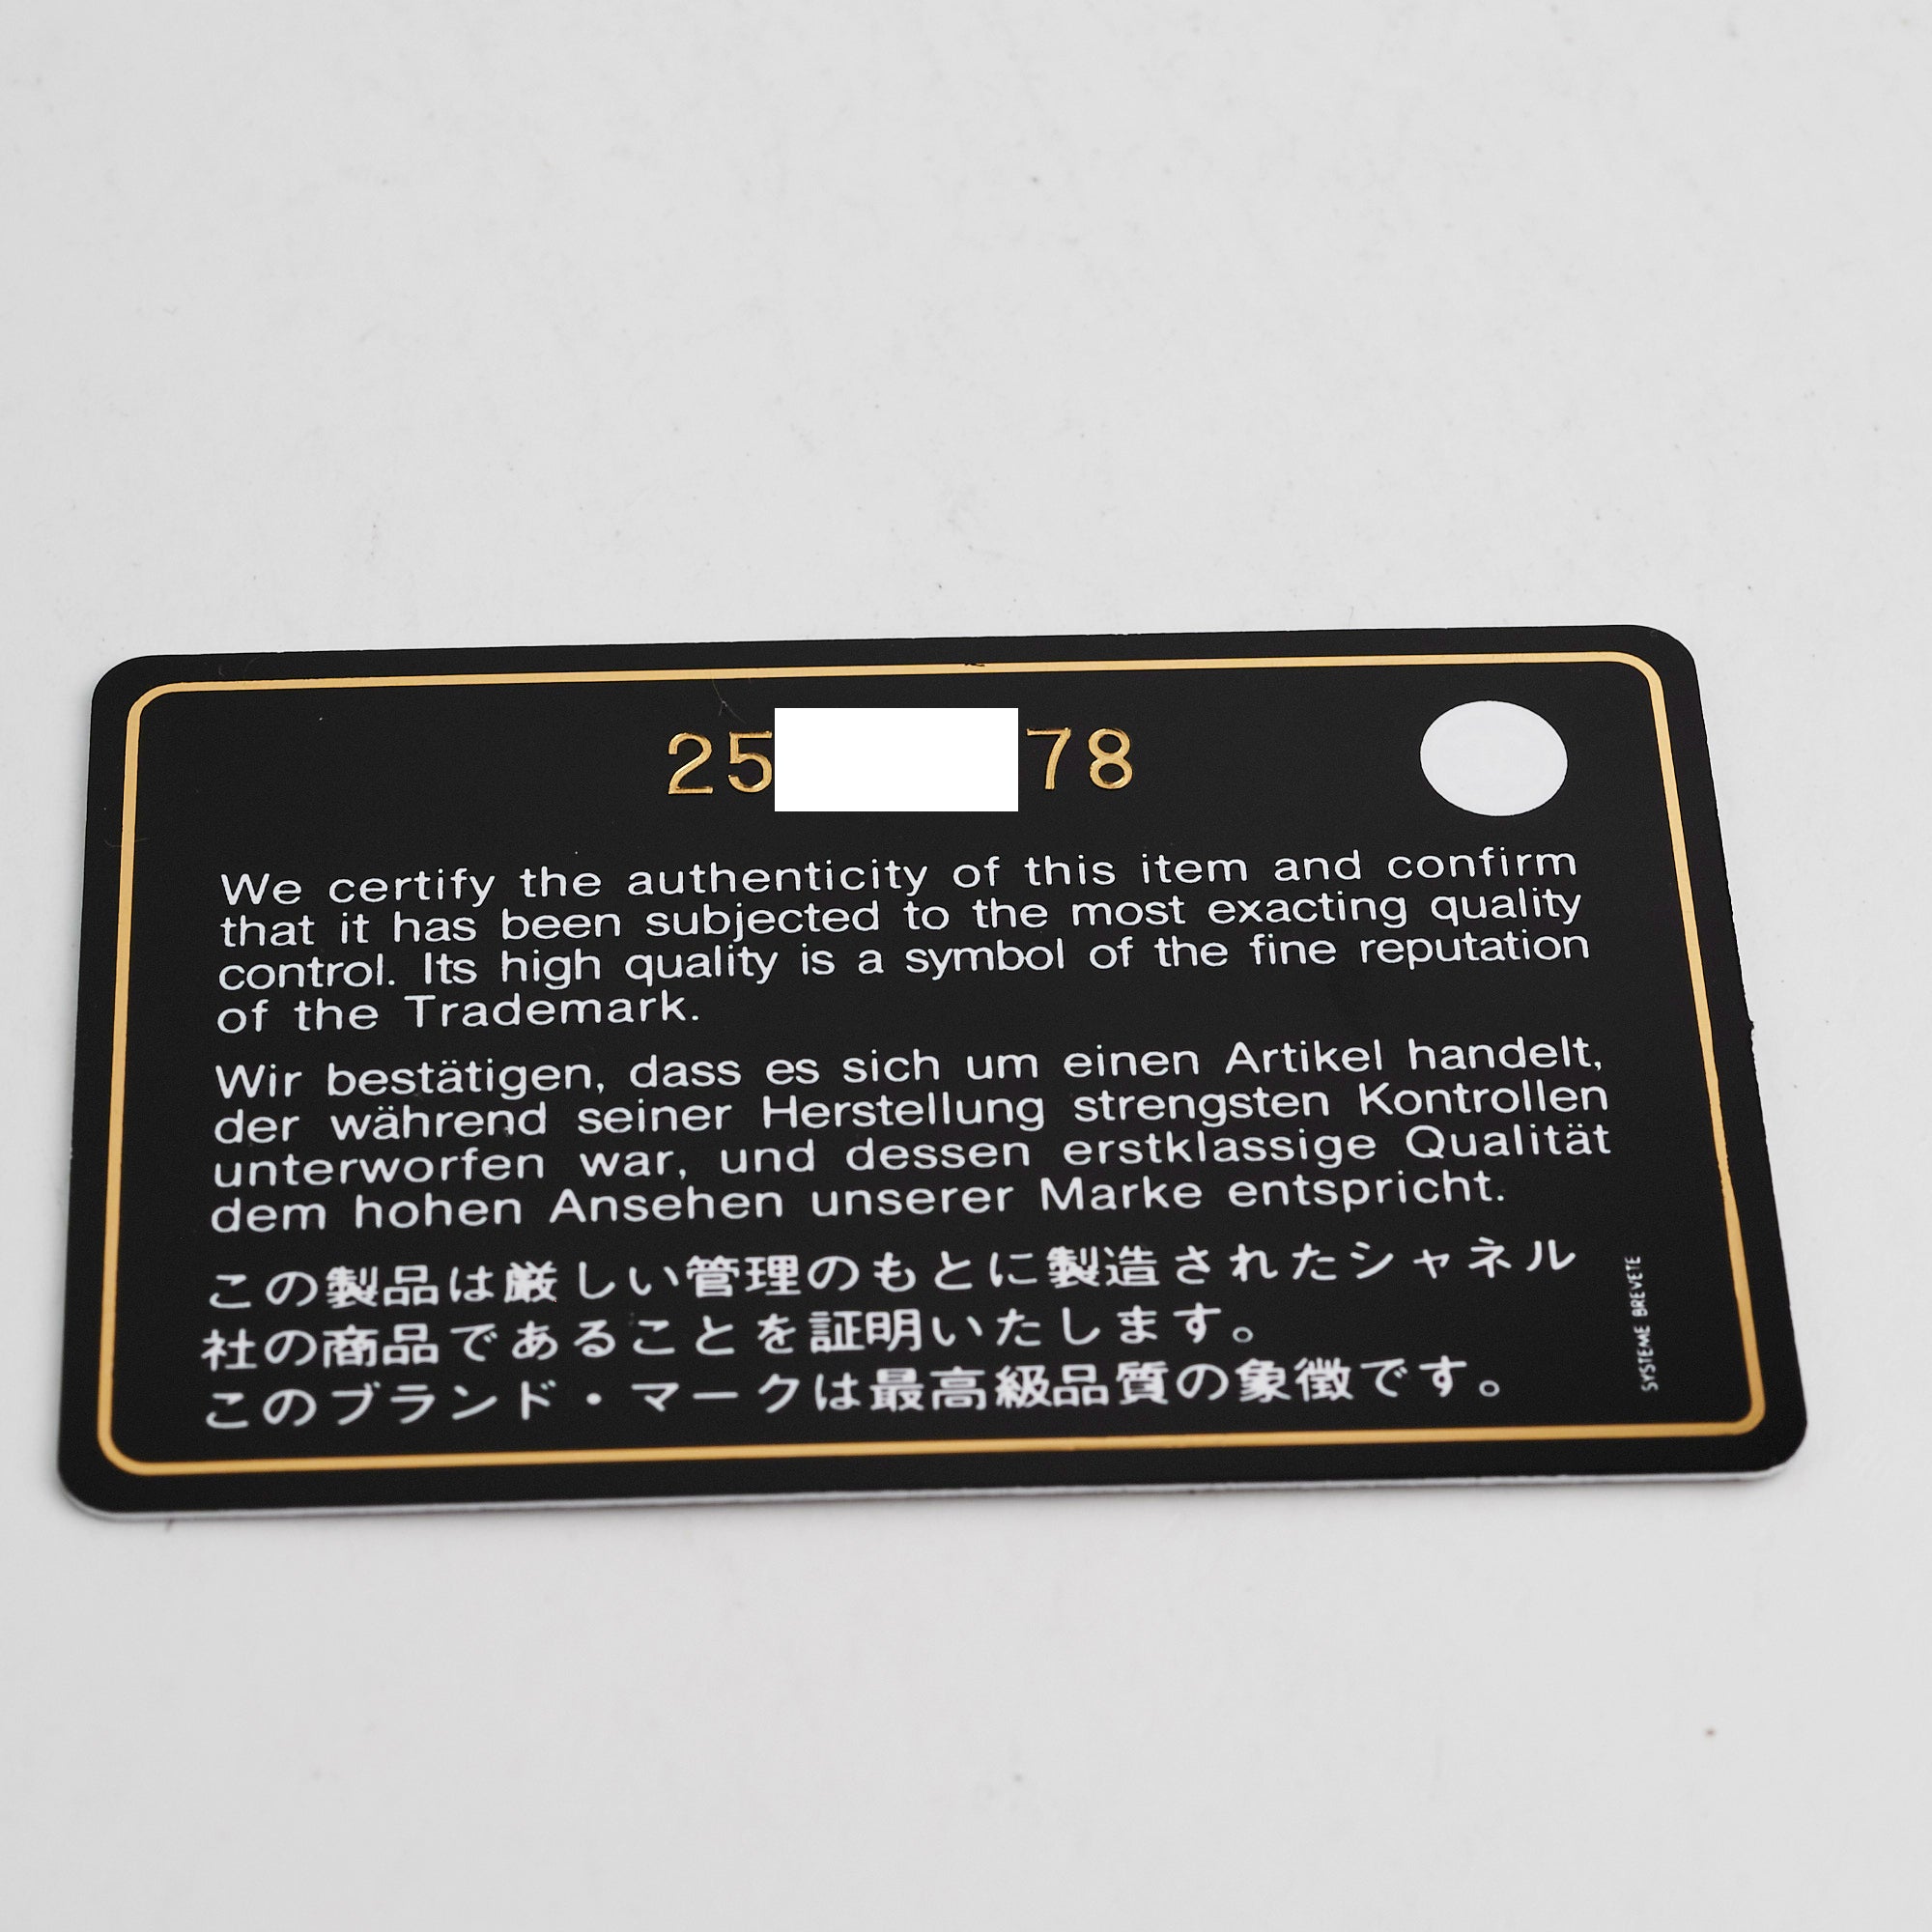 25 78
We certify the authenticity of this item and confirm
that it has been subjected to the most exacting quality
control. Its high quality is a symbol of the fine reputation
of the Trademark.
Wir bestätigen, dass es sich um einen Artikel handelt,
der während seiner Herstellung strengsten Kontrollen
unterworfen war, und dessen erstklassige Qualität
dem hohen Ansehen unserer Marke entspricht.
この製品は厳しい管理のもとに製造されたシャネル
社の商品であることを証明いたします。
このブランド・マークは最高級品質の象徴です。
SYSTEME BREVETE